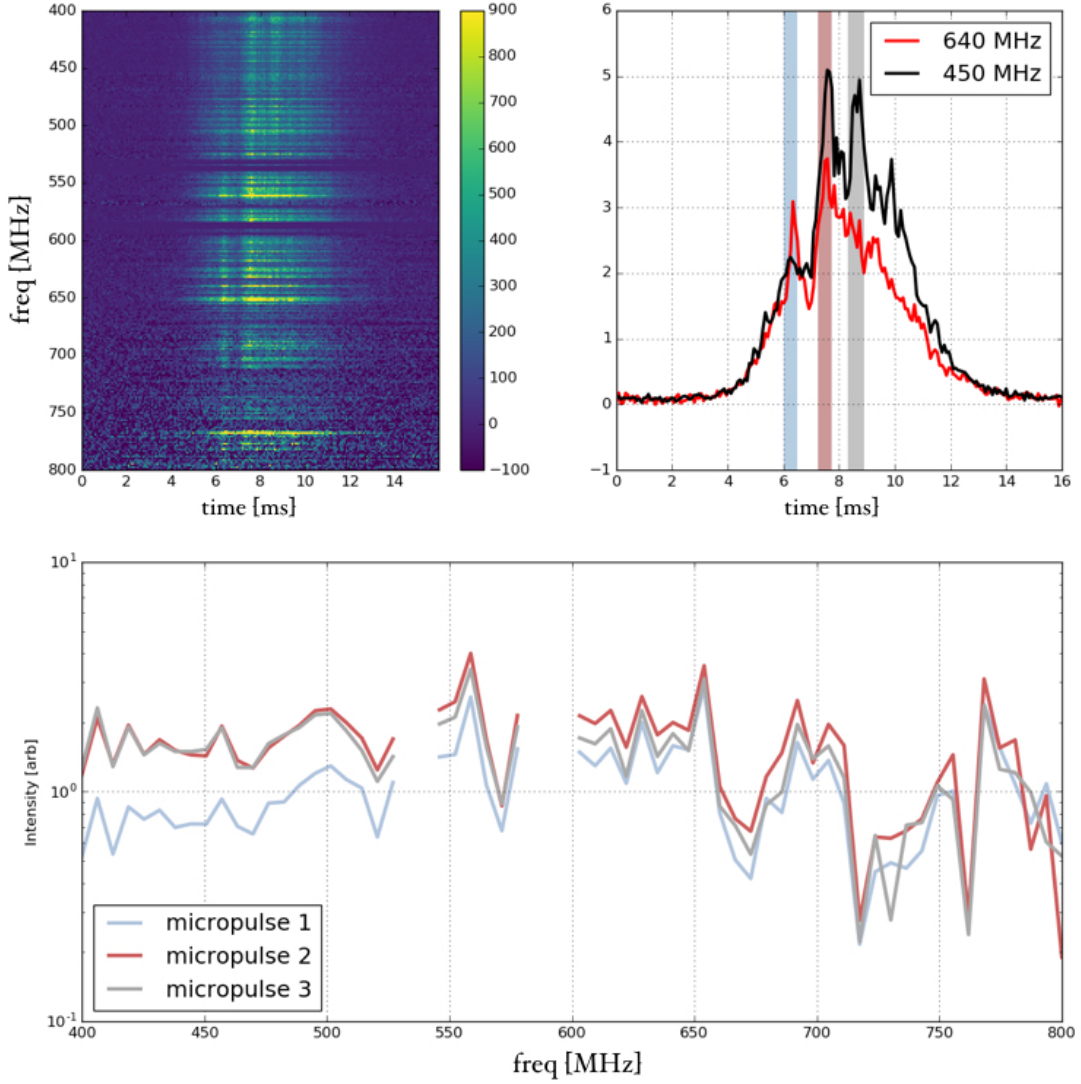 400
450
500
550
600
650
700
750
800
freq [MHz]
0 2 4 6 8 10 12 14
time [ms]
900
800
700
600
500
400
300
200
100
0
−100
6
5
4
3
2
1
0
−1
640 MHz
450 MHz
0 2 4 6 8 10 12 14 16
time [ms]
10¹
10⁰
10⁻¹
Intensity [arb]
micropulse 1
micropulse 2
micropulse 3
400 450 500 550 600 650 700 750 800
freq [MHz]